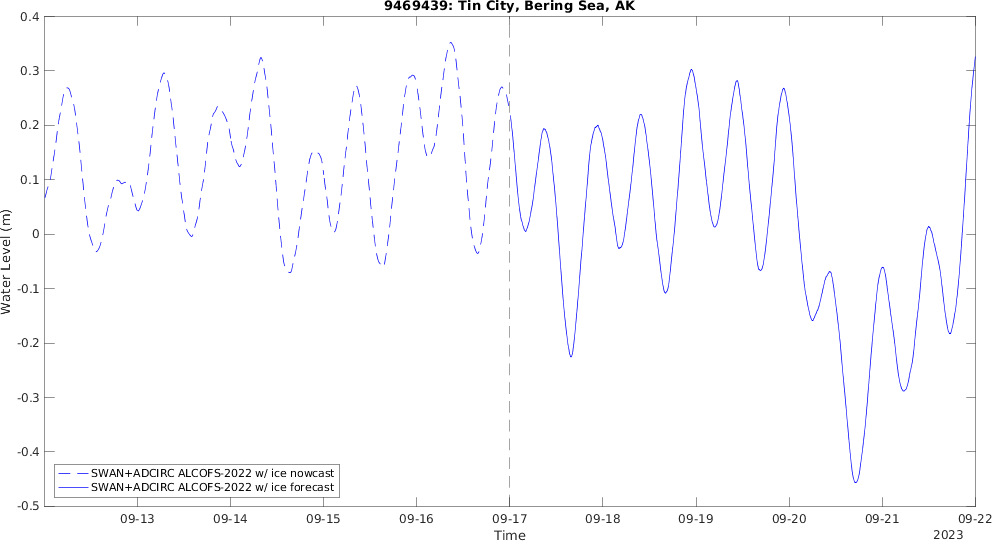 9469439: Tin City, Bering Sea, AK
0.4
0.3
0.2
0.1
0
-0.1
-0.2
-0.3
-0.4
-0.5
Water Level (m)
SWAN+ADCIRC ALCOFS-2022 w/ ice nowcast
SWAN+ADCIRC ALCOFS-2022 w/ ice forecast
09-13 09-14 09-15 09-16 09-17 09-18 09-19 09-20 09-21 09-22
Time
2023